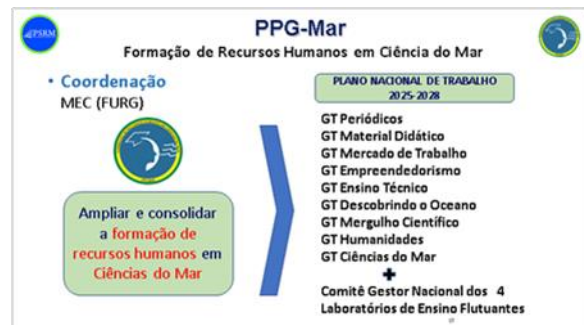 PSRM
PPG-Mar
Formação de Recursos Humanos em Ciência do Mar
• Coordenação
MEC (FURG)
Ampliar e consolidar
a formação de
recursos humanos em
Ciências do Mar
PLANO NACIONAL DE TRABALHO
2025-2028
GT Periódicos
GT Material Didático
GT Mercado de Trabalho
GT Empreendedorismo
GT Ensino Técnico
GT Descobrindo o Oceano
GT Mergulho Científico
GT Humanidades
GT Ciências do Mar
+
Comitê Gestor Nacional dos 4
Laboratórios de Ensino Flutuantes